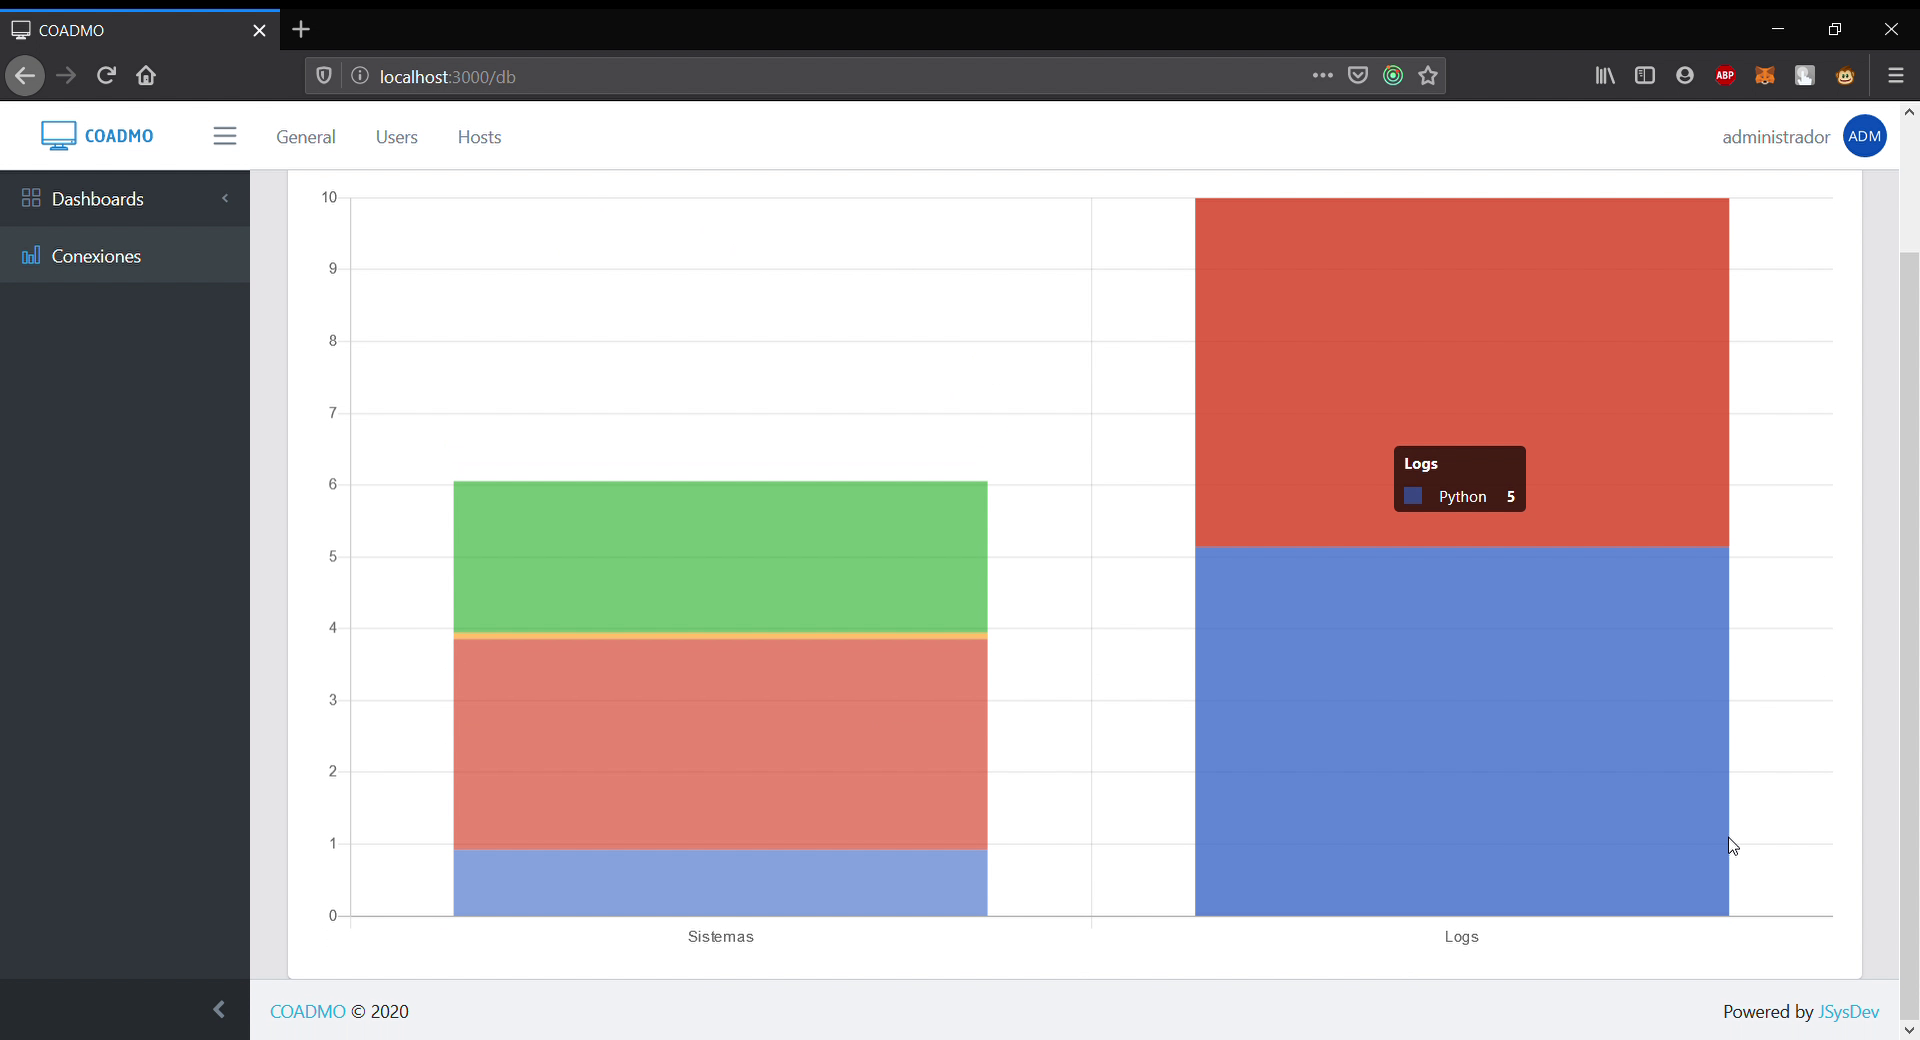 COADMO
localhost:3000/db
ABP
COADMO
General
Users
Hosts
administrador
ADM
Dashboards
Conexiones
10
9
8
7
6
5
4
3
2
1
0
Logs
Python 5
Sistemas
Logs
COADMO © 2020
Powered by JSysDev